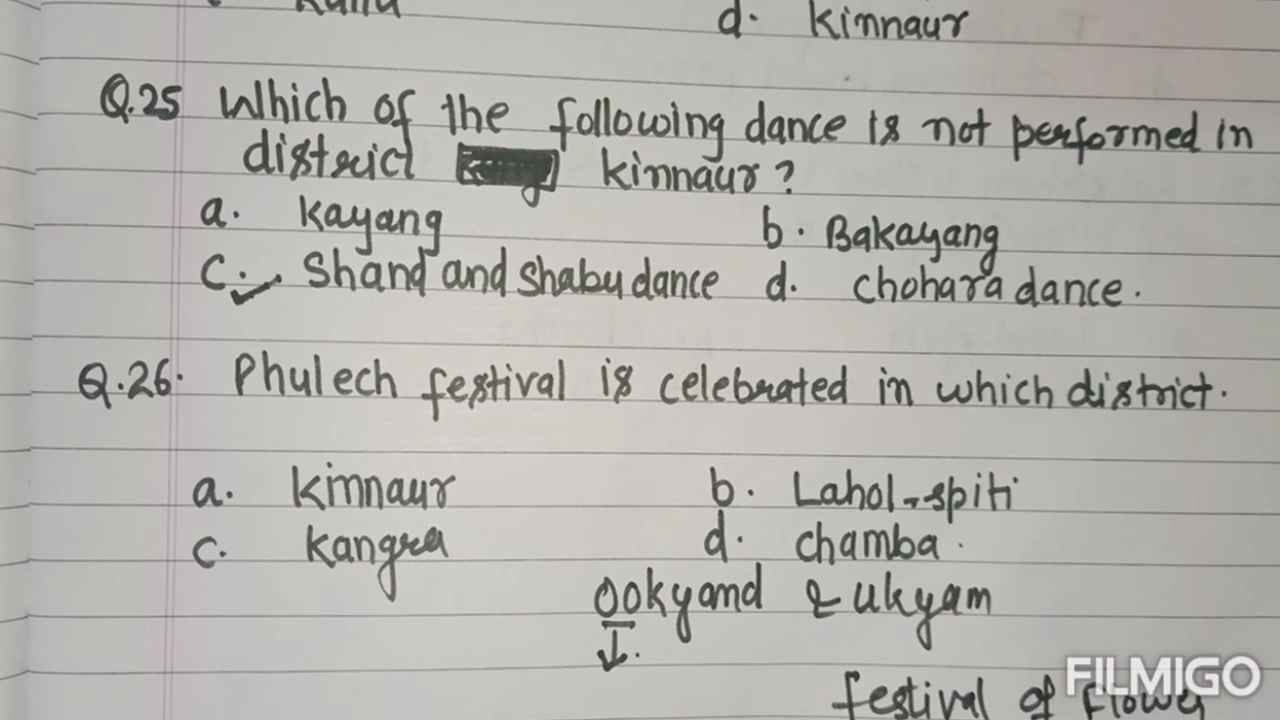 d. Kinnaur
Q.25 Which of the following dance is not performed in
district kinnaur?
a. Kayang b. Bakayang
c. Shand and shabu dance d. chohara dance.
Q.26. Phulech festival is celebrated in which district.
a. Kinnaur b. Lahol-spiti
c. Kangra d. chamba.
ookyand & ukyam
festival of flower
FILMIGO